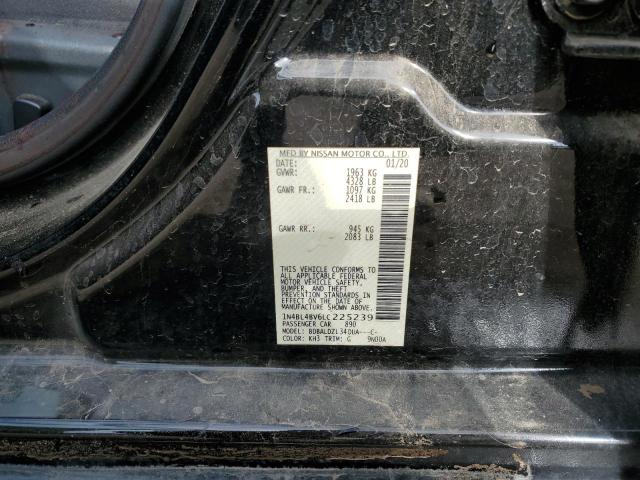 MFD BY NISSAN MOTOR CO., LTD.
DATE: 01/20
GVWR: 1963 KG
4328 LB
GAWR FR.: 1097 KG
2418 LB
GAWR RR.: 945 KG
2083 LB
THIS VEHICLE CONFORMS TO
ALL APPLICABLE FEDERAL
MOTOR VEHICLE SAFETY,
BUMPER, AND THEFT
PREVENTION STANDARDS
IN EFFECT ON THE DATE OF
MANUFACTURE SHOWN ABOVE.
1N4BL4BV6LC225239
PASSENGER CAR 890
MODEL: BDBALDZL34DUA---C-
COLOR: KH3 TRIM: G 9N00A